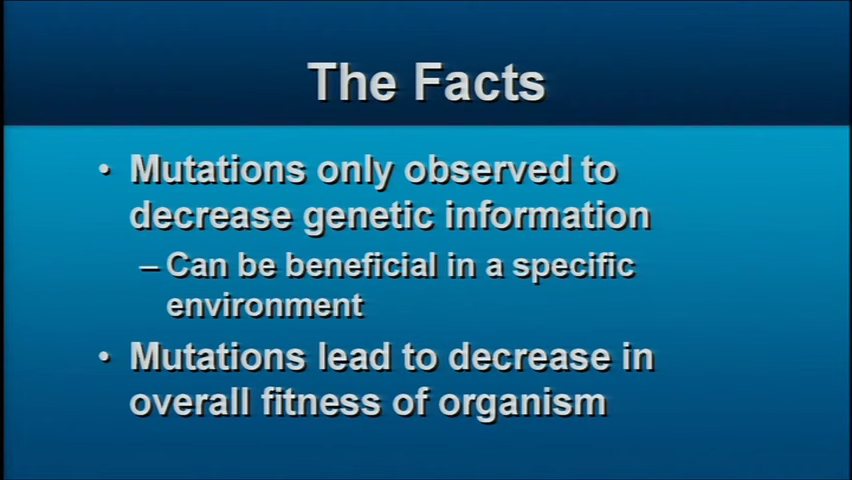 The Facts
• Mutations only observed to
decrease genetic information
– Can be beneficial in a specific
environment
• Mutations lead to decrease in
overall fitness of organism